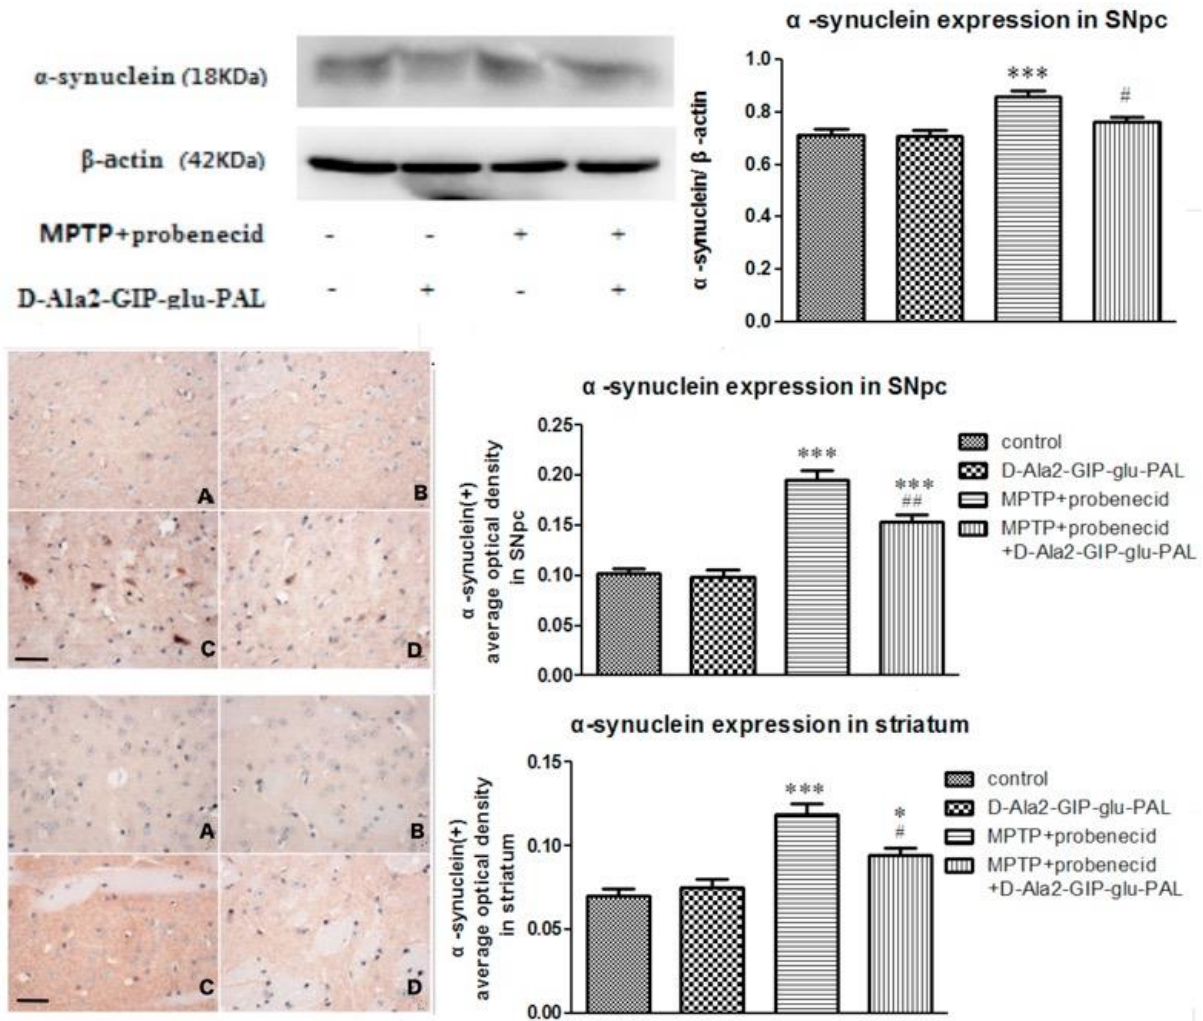 α-synuclein (18KDa)
β-actin (42KDa)
MPTP+probenecid - - + +
D-Ala2-GIP-glu-PAL - + - +
α -synuclein expression in SNpc
α -synuclein/ β -actin
1.0
0.8
0.6
0.4
0.2
0.0
***
#
A
B
C
D
α -synuclein expression in SNpc
α -synuclein(+)
average optical density
in SNpc
0.25
0.20
0.15
0.10
0.05
0.00
***
***
##
control
D-Ala2-GIP-glu-PAL
MPTP+probenecid
MPTP+probenecid
+D-Ala2-GIP-glu-PAL
A
B
C
D
α-synuclein expression in striatum
α -synuclein(+)
average optical density
in striatum
0.15
0.10
0.05
0.00
***
*
#
control
D-Ala2-GIP-glu-PAL
MPTP+probenecid
MPTP+probenecid
+D-Ala2-GIP-glu-PAL